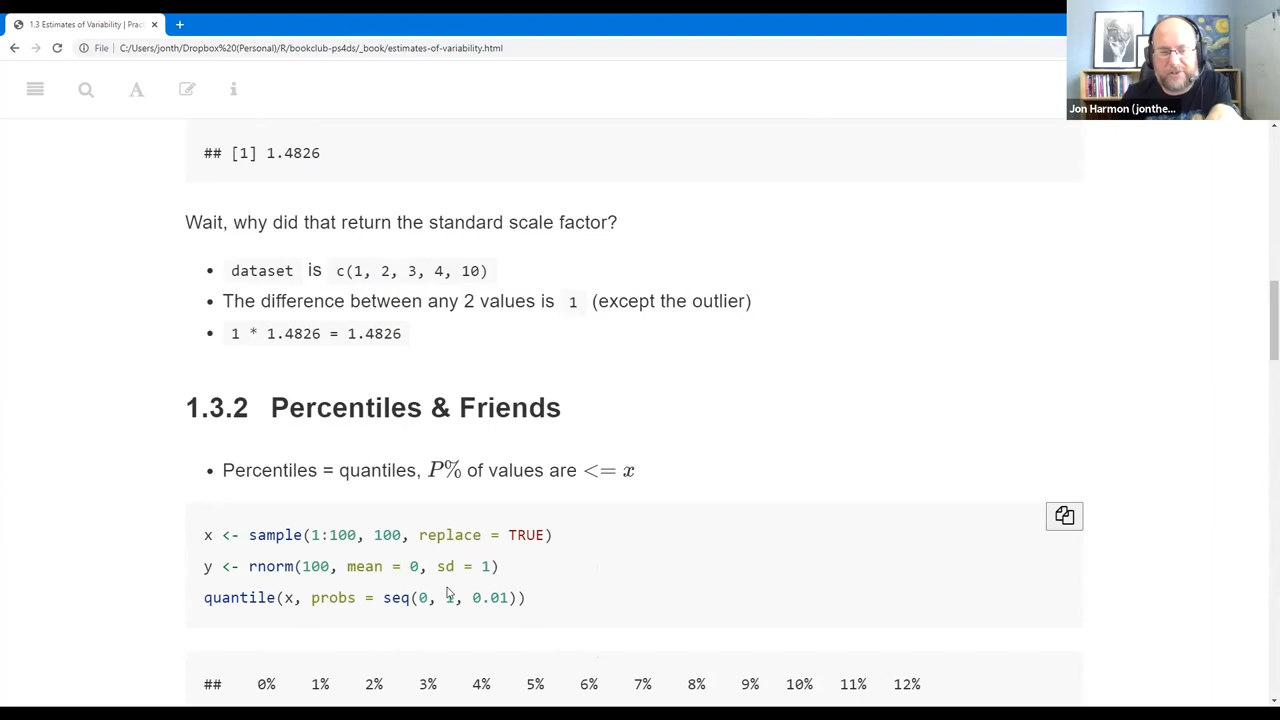 1.3 Estimates of Variability | Prac
File
C:/Users/jonth/Dropbox%20(Personal)/R/bookclub-ps4ds/_book/estimates-of-variability.html
Jon Harmon (jonthe...
## [1] 1.4826
Wait, why did that return the standard scale factor?
• dataset is c(1, 2, 3, 4, 10)
• The difference between any 2 values is 1 (except the outlier)
• 1 * 1.4826 = 1.4826
1.3.2 Percentiles & Friends
• Percentiles = quantiles, P% of values are <= x
x <- sample(1:100, 100, replace = TRUE)
y <- rnorm(100, mean = 0, sd = 1)
quantile(x, probs = seq(0, 1, 0.01))
## 0% 1% 2% 3% 4% 5% 6% 7% 8% 9% 10% 11% 12%